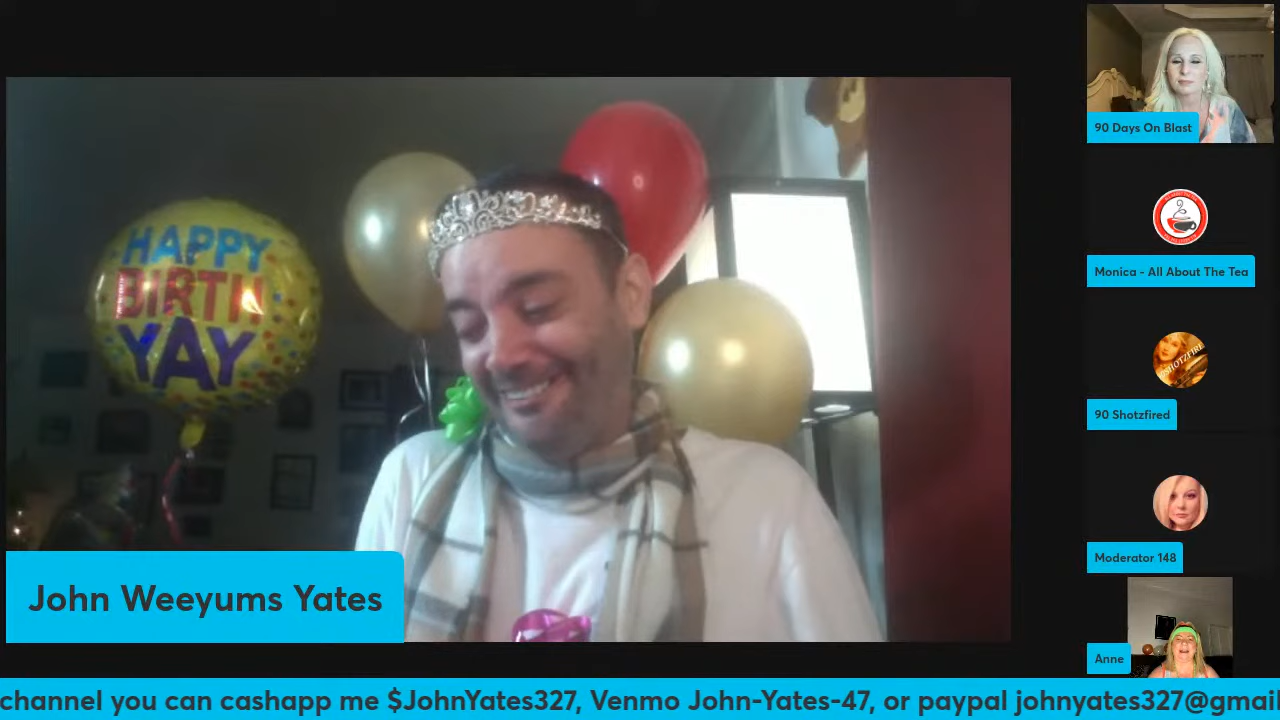 90 Days On Blast
HAPPY
BIRTH
YAY
Monica - All About The Tea
SHOTZFIRE
90 Shotzfired
Moderator 148
John Weeyums Yates
Anne
channel you can cashapp me $JohnYates327, Venmo John-Yates-47, or paypal johnyates327@gmail